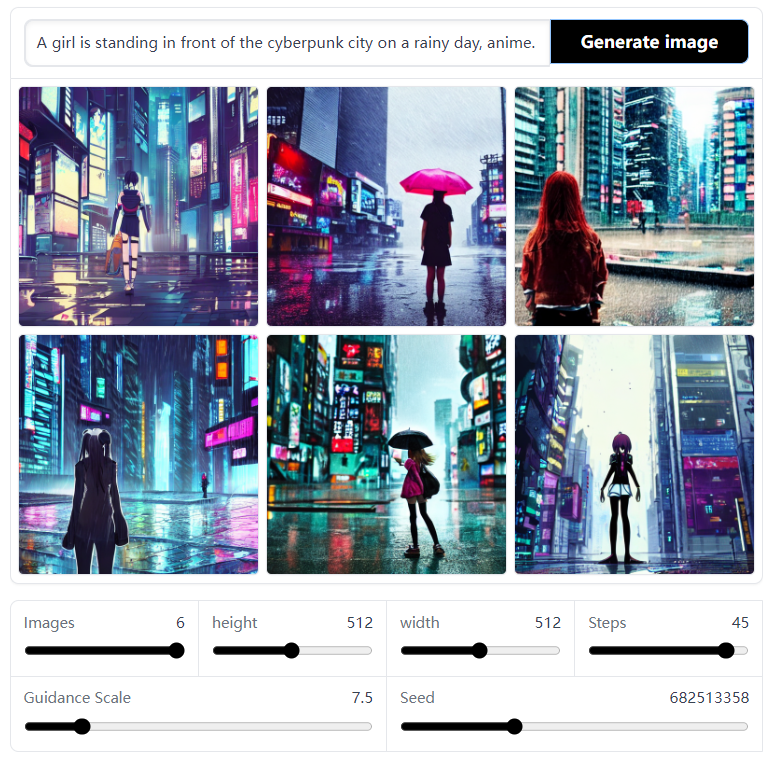 A girl is standing in front of the cyberpunk city on a rainy day, anime.
Generate image
Images 6
height 512
width 512
Steps 45
Guidance Scale 7.5
Seed 682513358